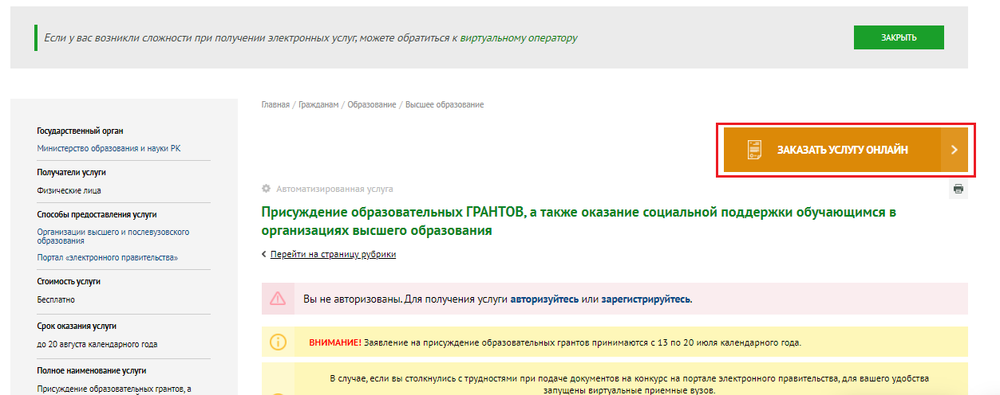 Если у вас возникли сложности при получении электронных услуг, можете обратиться к виртуальному оператору
ЗАКРЫТЬ
Государственный орган
Министерство образования и науки РК
Получатели услуги
Физические лица
Способы предоставления услуги
Организации высшего и послевузовского
образования
Портал «электронного правительства»
Стоимость услуги
Бесплатно
Срок оказания услуги
до 20 августа календарного года
Полное наименование услуги
Присуждение образовательных грантов, а
Главная / Гражданам / Образование / Высшее образование
ЗАКАЗАТЬ УСЛУГУ ОНЛАЙН
Автоматизированная услуга
Присуждение образовательных ГРАНТОВ, а также оказание социальной поддержки обучающимся в
организациях высшего образования
Перейти на страницу рубрики
Вы не авторизованы. Для получения услуги авторизуйтесь или зарегистрируйтесь.
ВНИМАНИЕ! Заявление на присуждение образовательных грантов принимаются с 13 по 20 июля календарного года.
В случае, если вы столкнулись с трудностями при подаче документов на конкурс на портале электронного правительства, для вашего удобства
запущены виртуальные приемные вузов.